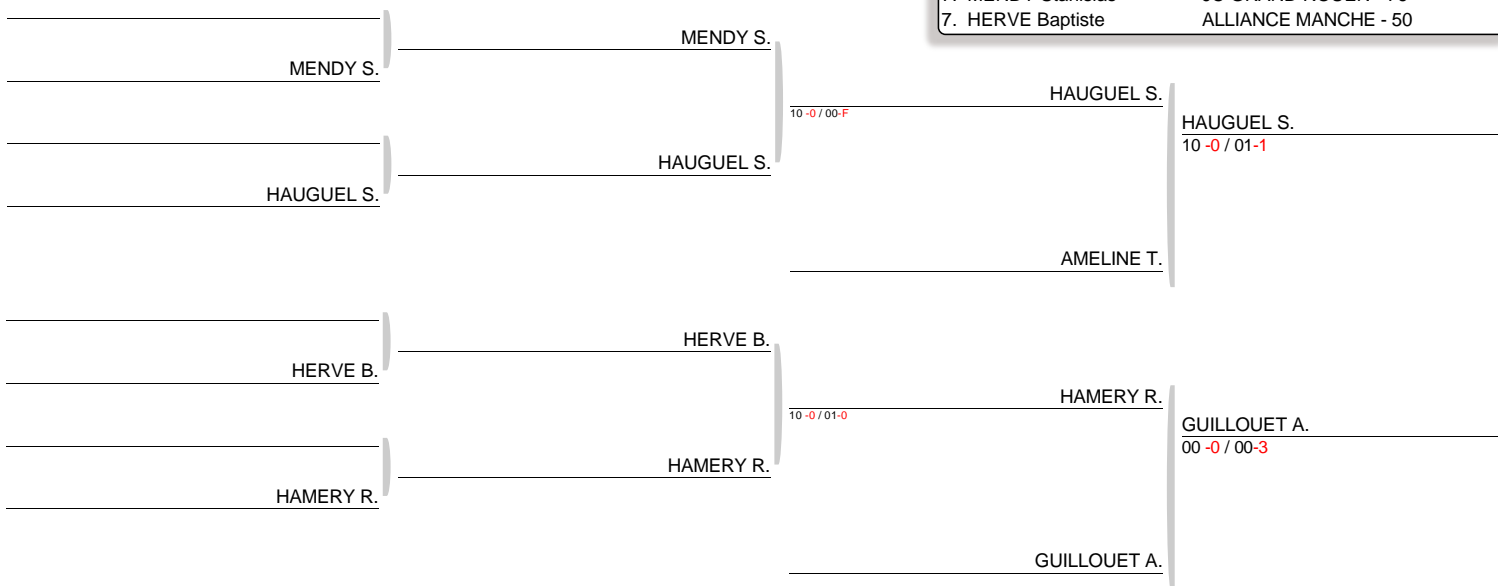 7. HERVE Baptiste ALLIANCE MANCHE - 50
MENDY S.
MENDY S.
HAUGUEL S.
10 -0 / 00-F
HAUGUEL S.
10 -0 / 01-1
HAUGUEL S.
HAUGUEL S.
AMELINE T.
HERVE B.
HERVE B.
HAMERY R.
10 -0 / 01-0
GUILLOUET A.
00 -0 / 00-3
HAMERY R.
HAMERY R.
GUILLOUET A.